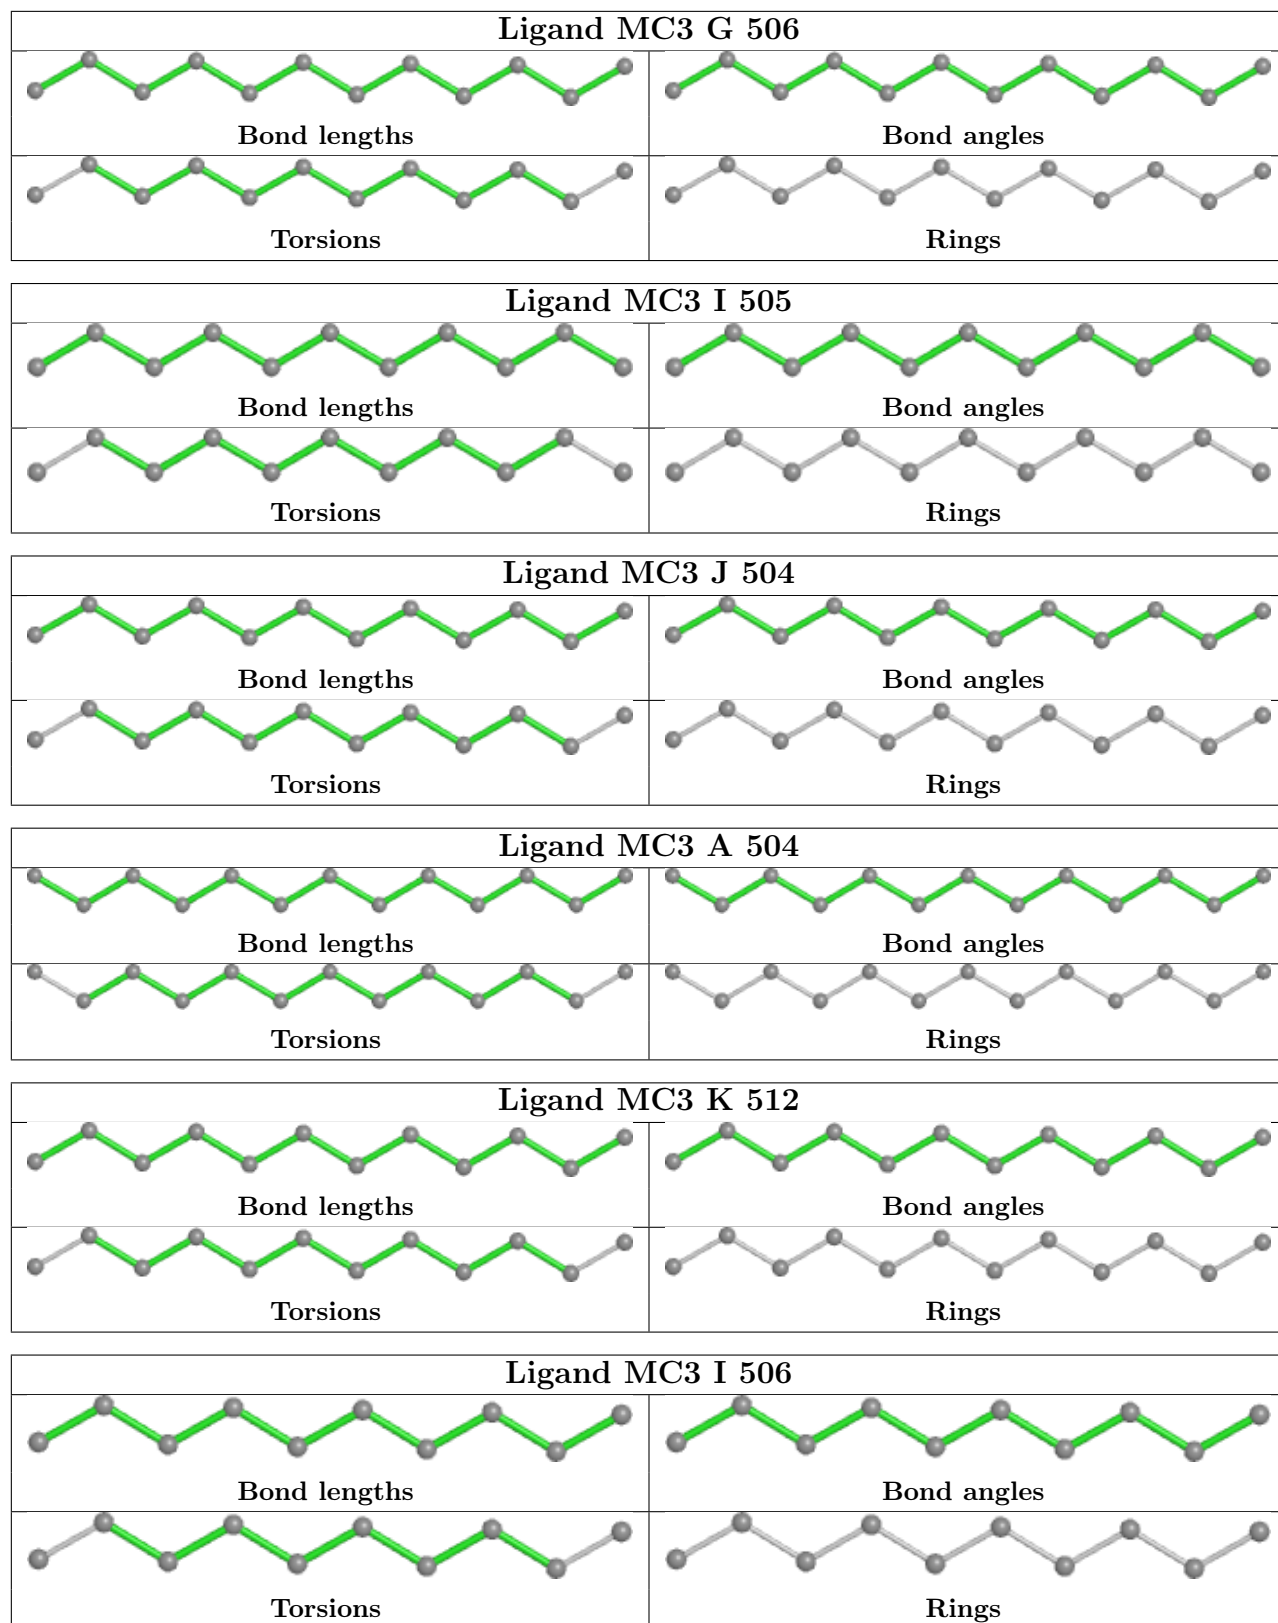 Ligand MC3 G 506
Bond lengths Bond angles
Torsions Rings
Ligand MC3 I 505
Bond lengths Bond angles
Torsions Rings
Ligand MC3 J 504
Bond lengths Bond angles
Torsions Rings
Ligand MC3 A 504
Bond lengths Bond angles
Torsions Rings
Ligand MC3 K 512
Bond lengths Bond angles
Torsions Rings
Ligand MC3 I 506
Bond lengths Bond angles
Torsions Rings